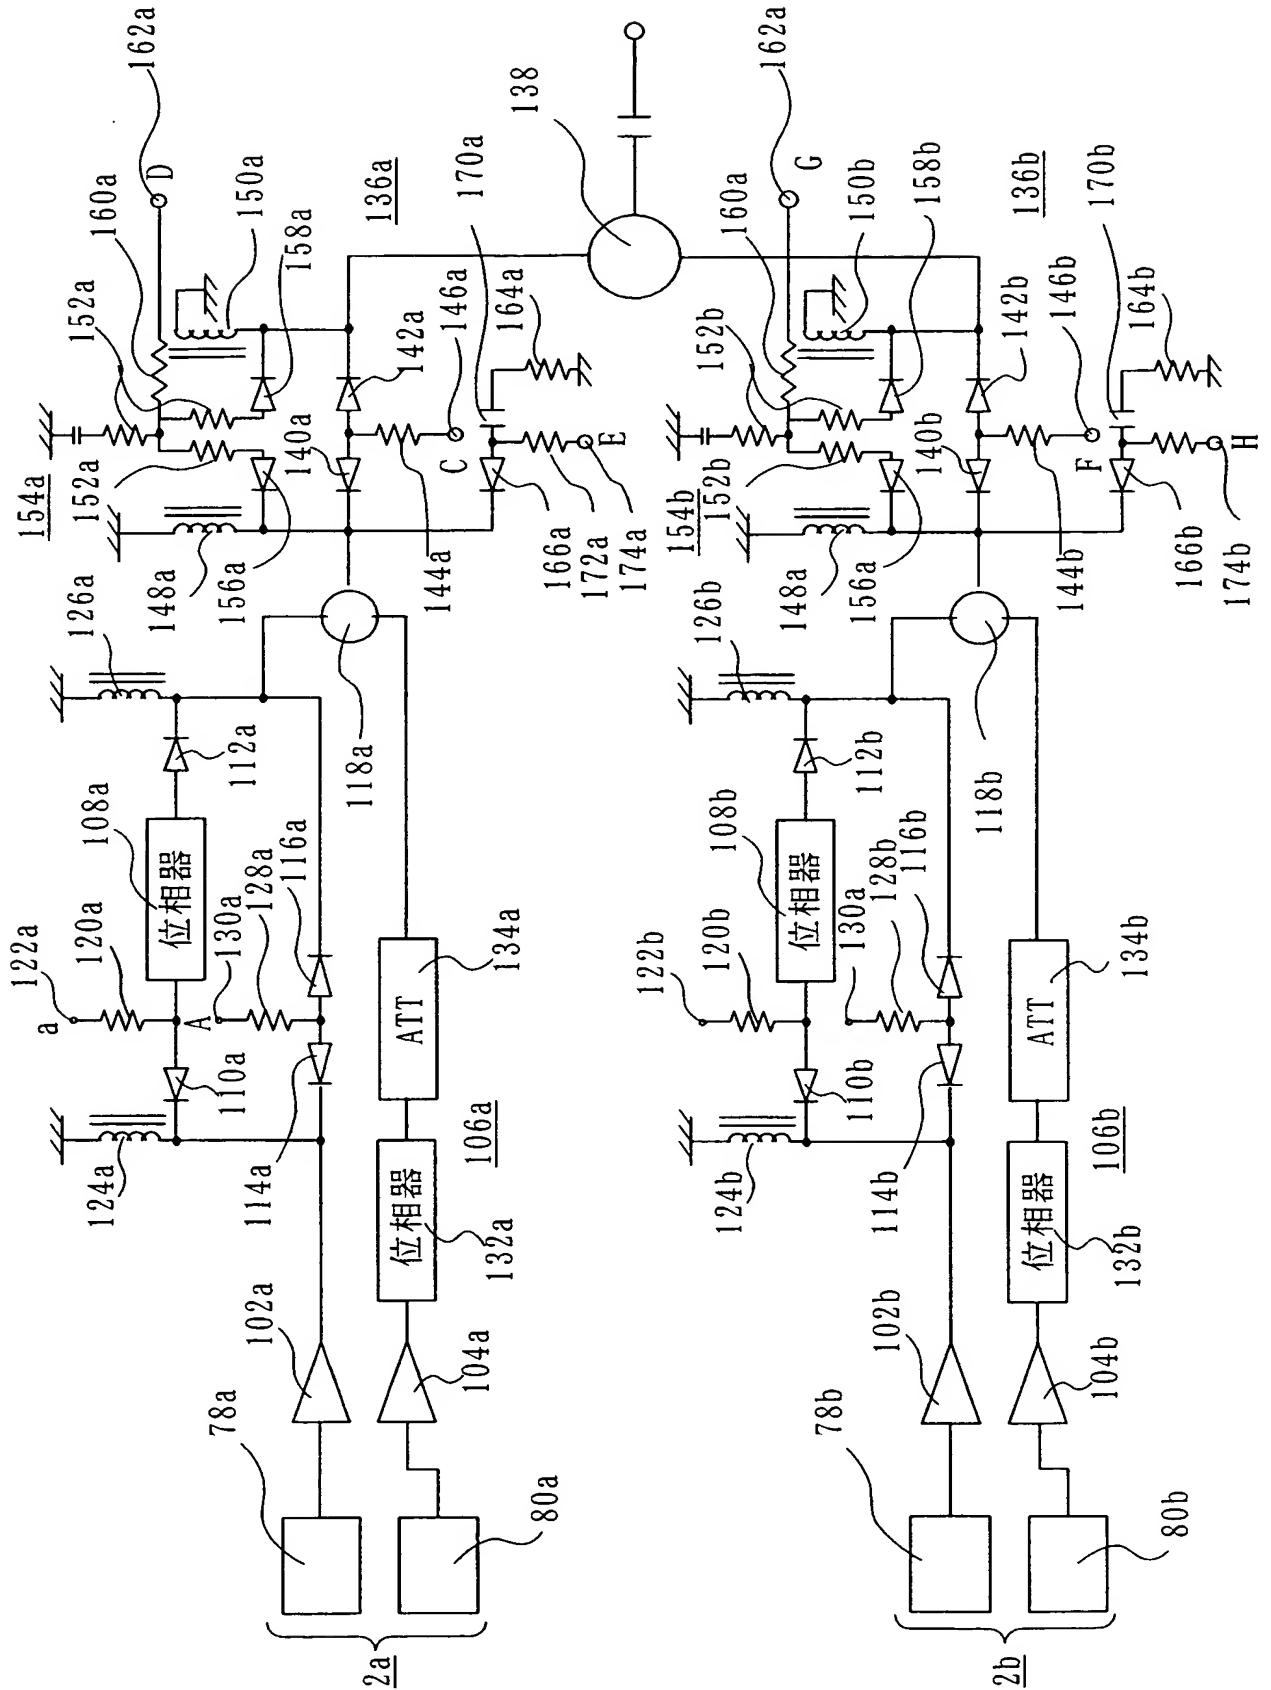 162a
D
160a
152a
150a
158a
154a
152a
136a
142a
170a
146a
164a
140a
C
E
148a
156a
144a
166a
172a
174a
138
126a
112a
118a
108a
位相器
122a
a
120a
A
130a
128a
116a
134a
ATT
110a
124a
114a
106a
位相器
132a
102a
104a
78a
80a
2a
162a
G
160a
152b
150b
158b
154b
152b
136b
142b
170b
146b
164b
140b
F
H
148a
156a
144b
166b
174b
126b
112b
118b
108b
位相器
122b
120b
130a
128b
116b
134b
ATT
110b
124b
114b
106b
位相器
132b
102b
104b
78b
80b
2b